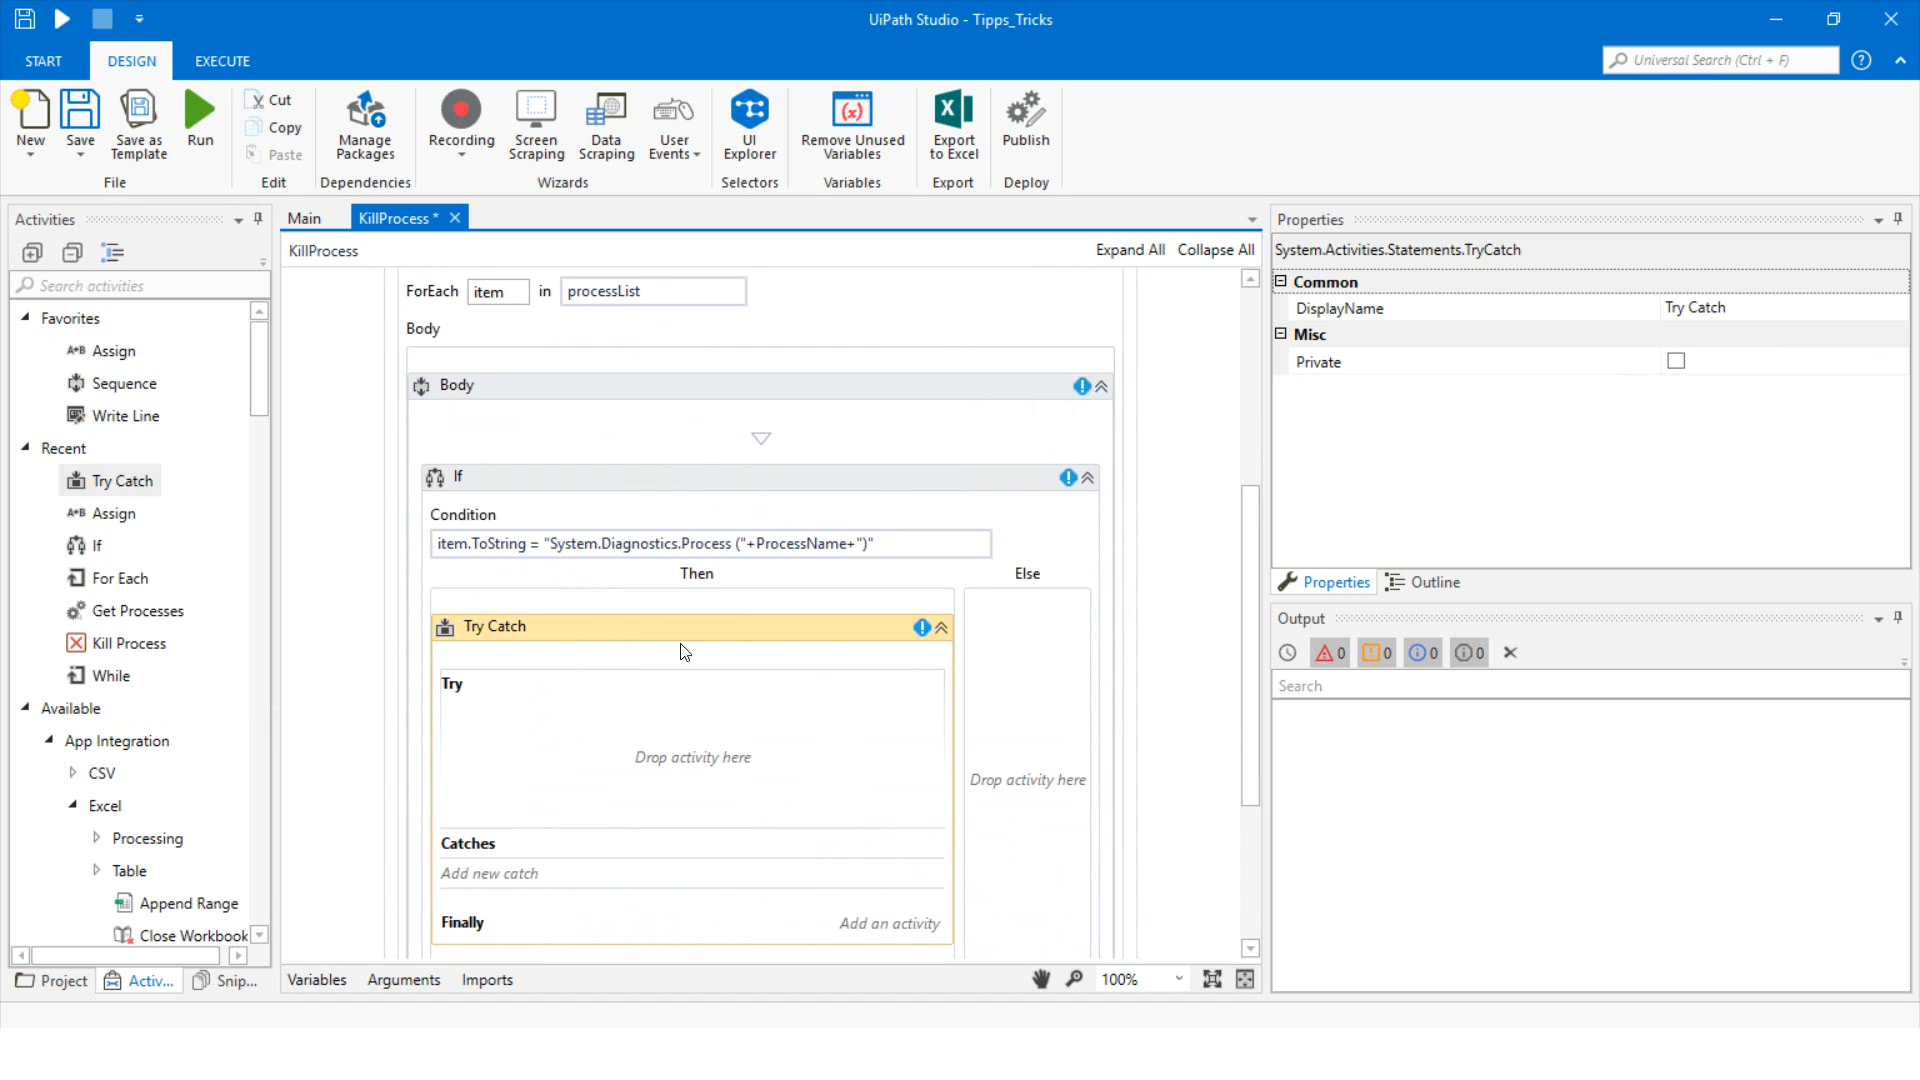 UiPath Studio - Tipps_Tricks
START
DESIGN
EXECUTE
Universal Search (Ctrl + F)
New
Save
Save as
Template
Run
File
Cut
Copy
Paste
Edit
Manage
Packages
Dependencies
Recording
Screen
Scraping
Data
Scraping
User
Events
Wizards
UI
Explorer
Selectors
Remove Unused
Variables
Variables
Export
to Excel
Export
Publish
Deploy
Activities
Search activities
Favorites
A+B Assign
Sequence
Write Line
Recent
Try Catch
A+B Assign
If
For Each
Get Processes
Kill Process
While
Available
App Integration
CSV
Excel
Processing
Table
Append Range
Close Workbook
Project
Activ...
Snip...
Main
KillProcess *
KillProcess
Expand All
Collapse All
ForEach
item
in
processList
Body
Body
If
Condition
item.ToString = "System.Diagnostics.Process ("+ProcessName+")"
Then
Else
Try Catch
Try
Drop activity here
Drop activity here
Catches
Add new catch
Finally
Add an activity
Variables
Arguments
Imports
100%
Properties
System.Activities.Statements.TryCatch
Common
DisplayName
Try Catch
Misc
Private
Properties
Outline
Output
0
0
0
0
Search